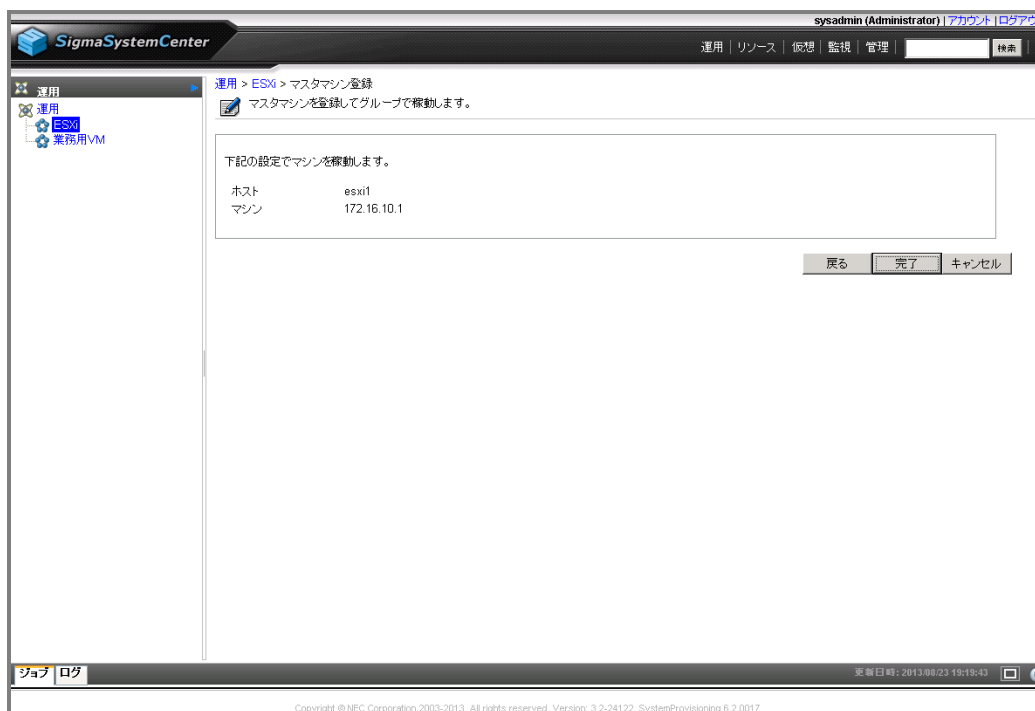 sysadmin (Administrator) | アカウント | ログアウ
SigmaSystemCenter
運用 | リソース | 仮想 | 監視 | 管理 | 検索
運用
運用
ESXi
業務用VM
運用 > ESXi > マスタマシン登録
マスタマシンを登録してグループで稼動します。
下記の設定でマシンを稼動します。
ホスト esxi1
マシン 172.16.10.1
戻る 完了 キャンセル
ジョブ ログ
更新日時: 2013/08/23 19:19:43
Copyright © NEC Corporation 2003-2013. All rights reserved. Version: 3.2-24122, SystemProvisioning 6.2.0017